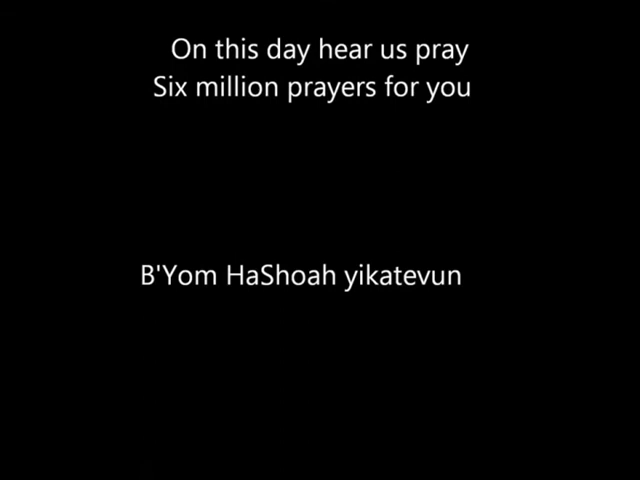 On this day hear us pray
Six million prayers for you
B'Yom HaShoah yikatevun